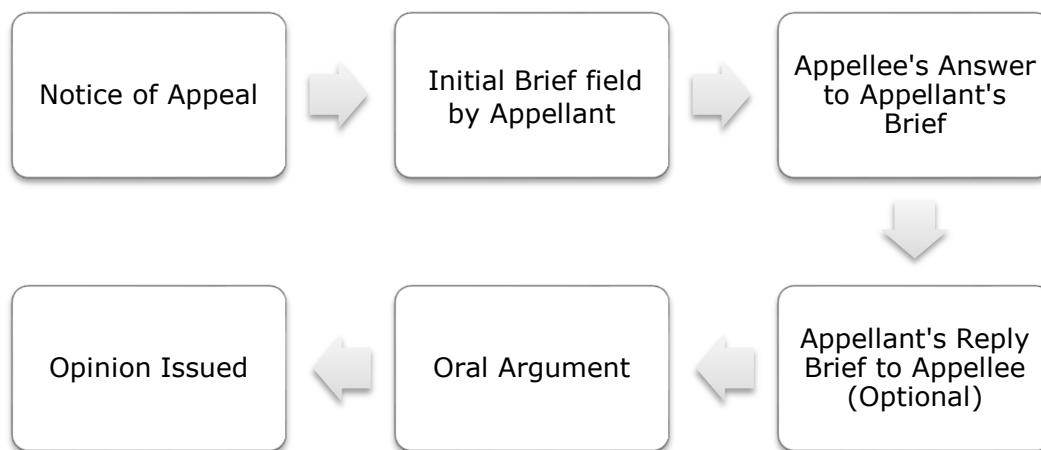 Notice of Appeal
Initial Brief field
by Appellant
Appellee's Answer
to Appellant's
Brief
Appellant's Reply
Brief to Appellee
(Optional)
Oral Argument
Opinion Issued